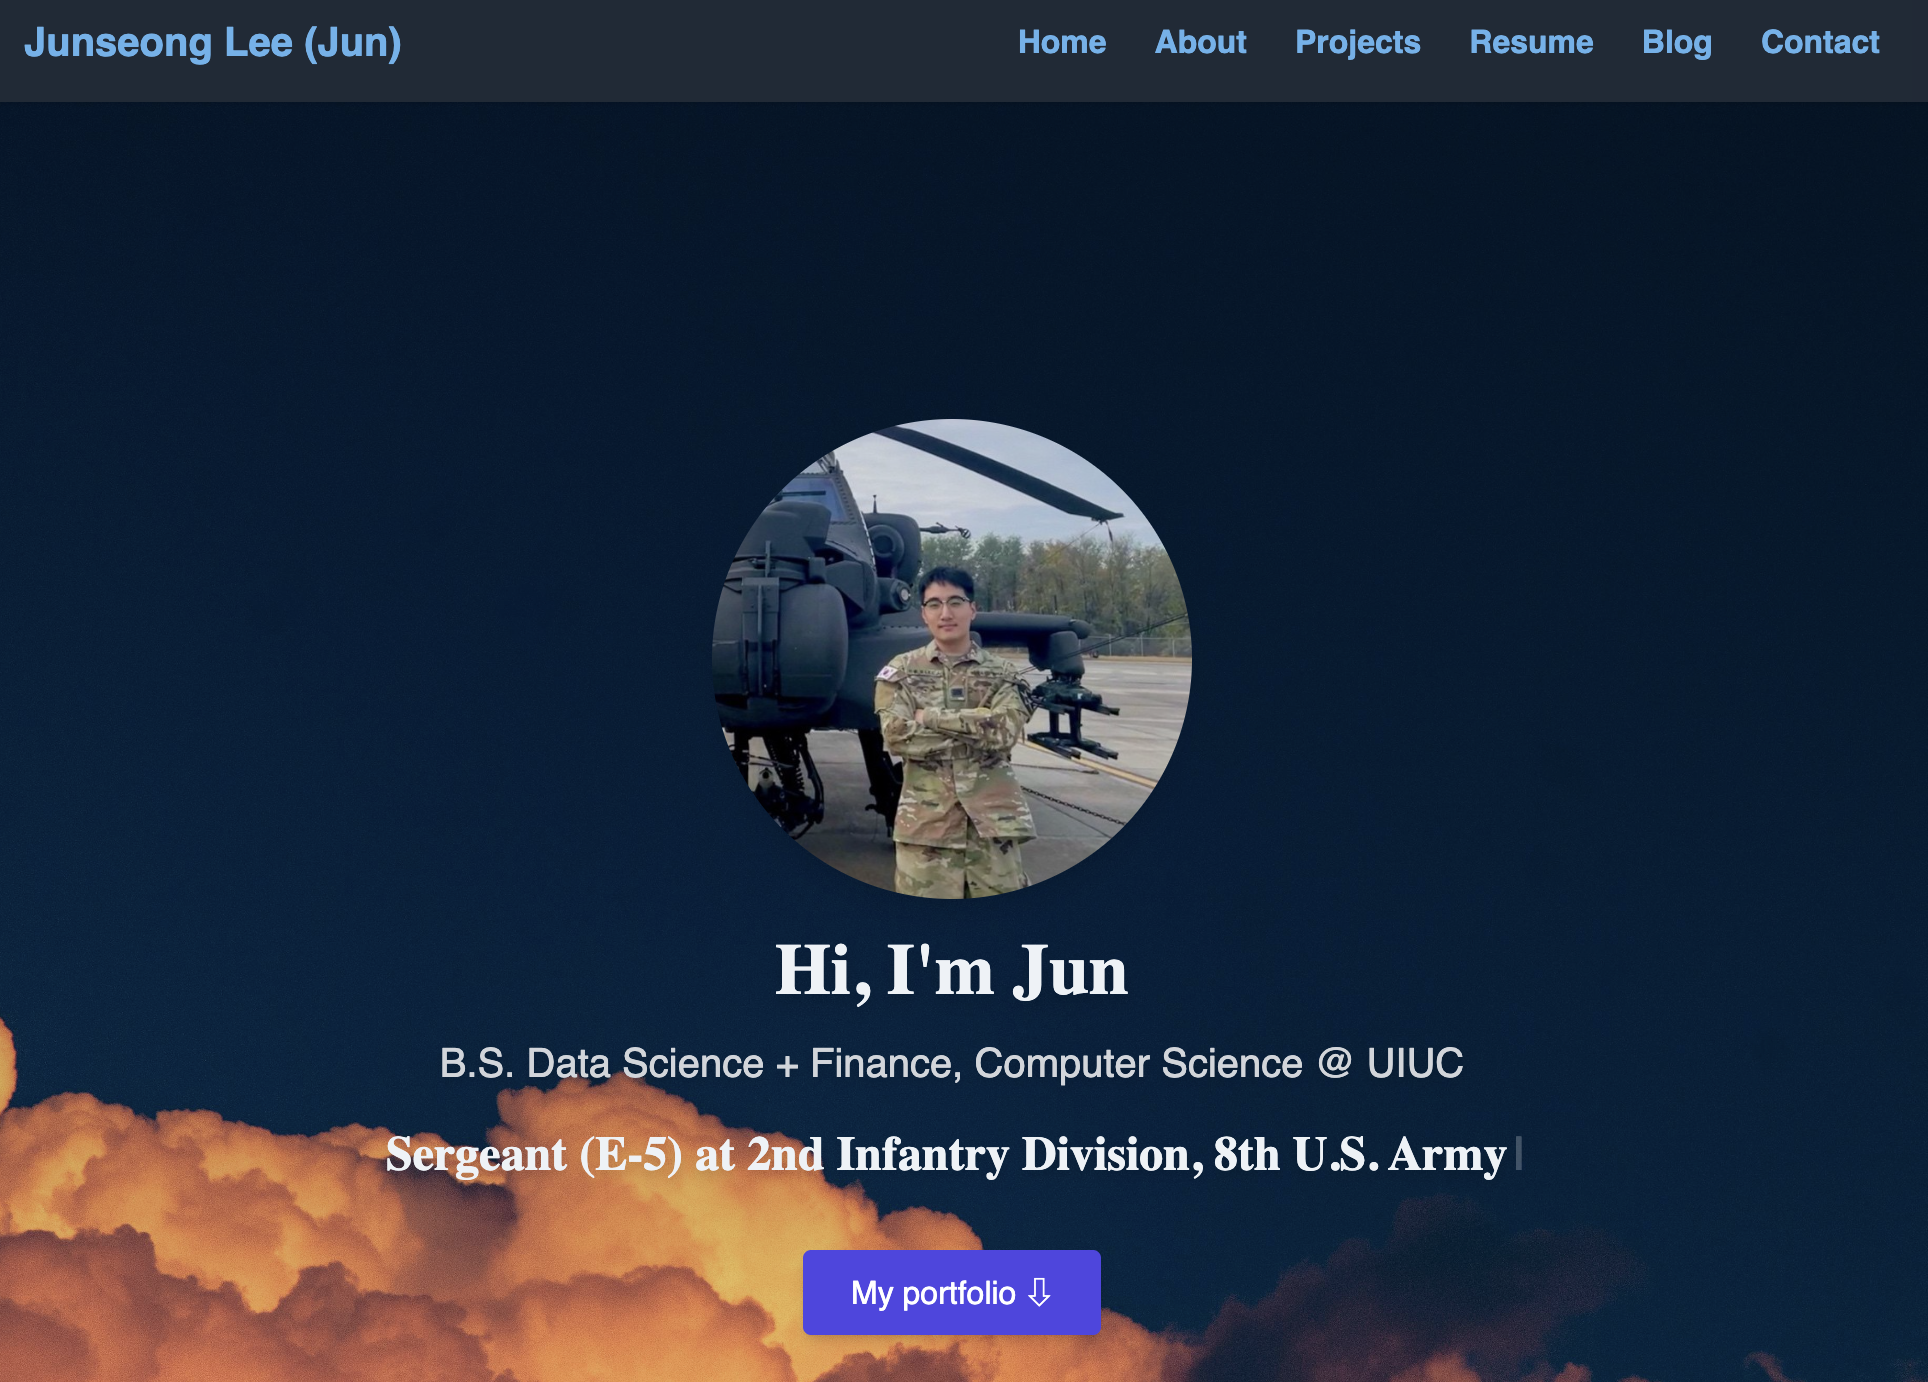 Junseong Lee (Jun)
Home About Projects Resume Blog Contact
Hi, I'm Jun
B.S. Data Science + Finance, Computer Science @ UIUC
Sergeant (E-5) at 2nd Infantry Division, 8th U.S. Army
My portfolio ⇩